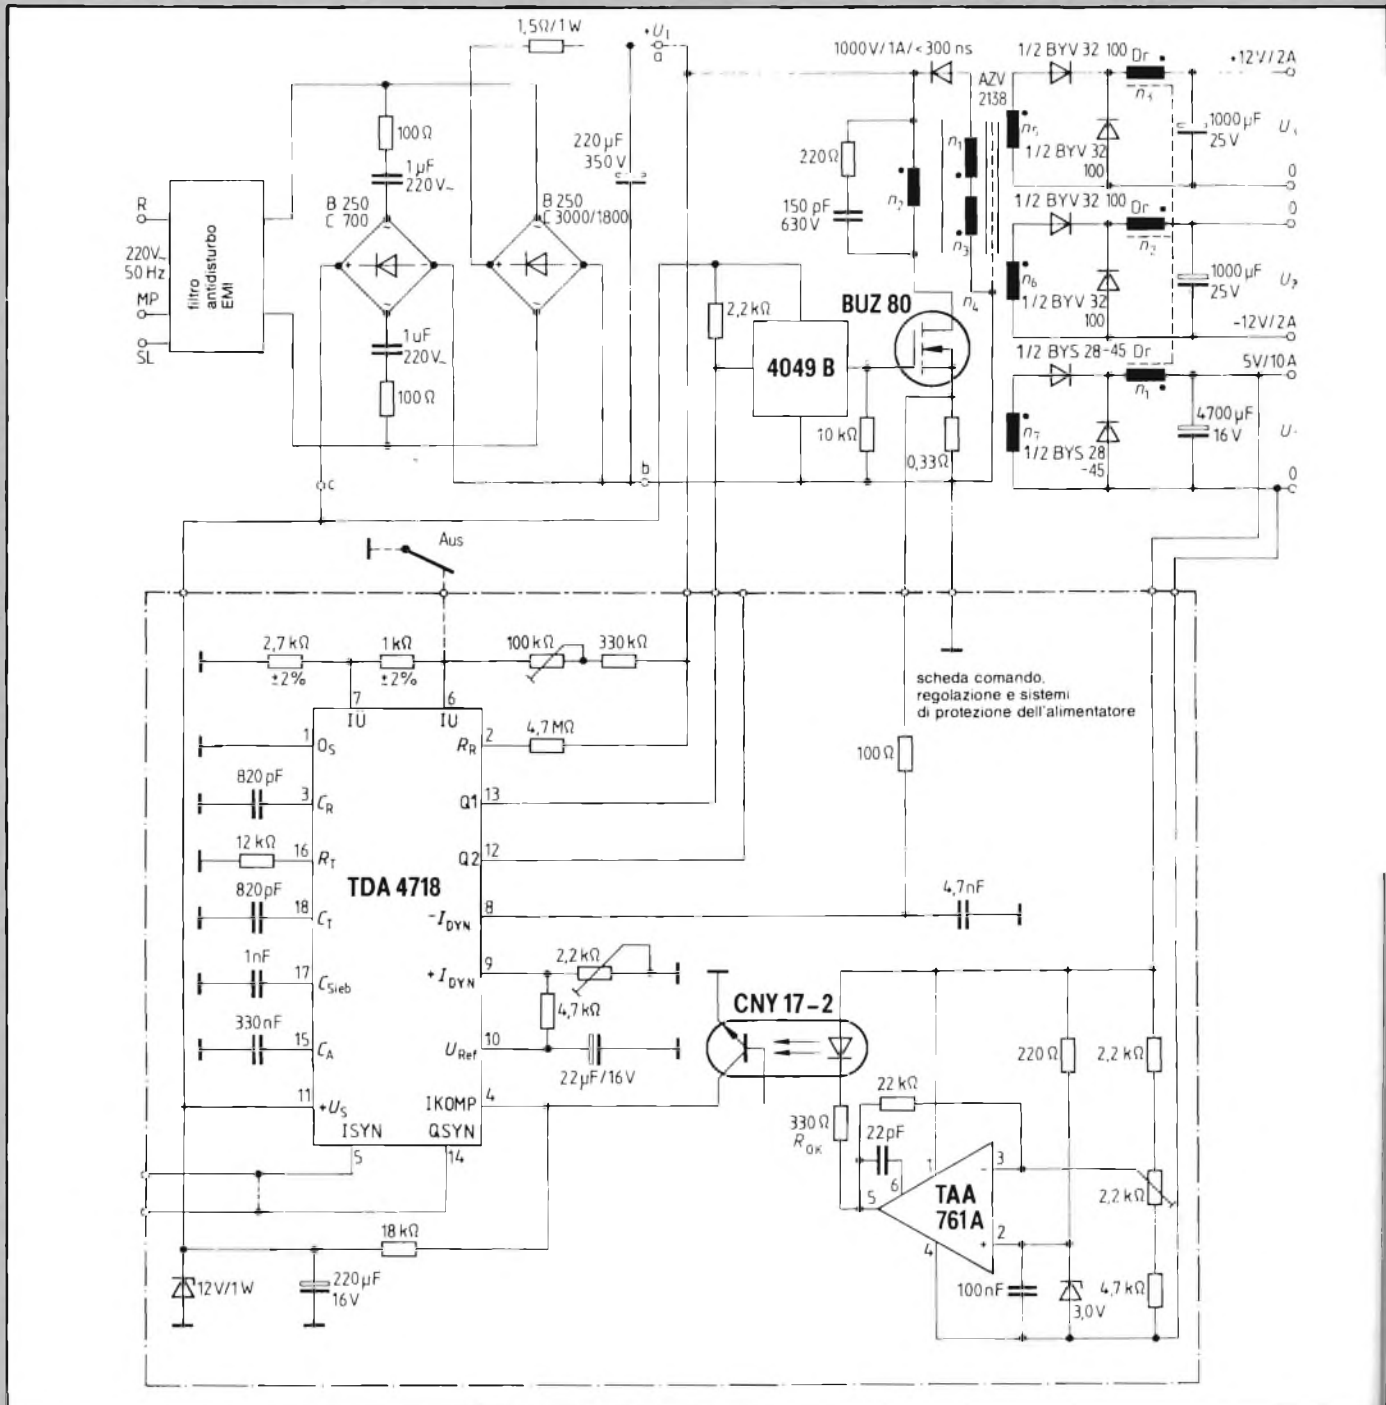 1,5Ω/1W
+U₁
a
1000V/1A/<300 ns
1/2 BYV 32 100 Dr
+12V/2A
AZV
2138
n₃
100Ω
220µF
350V
n₁
n₅
1000µF
25V
1µF
220V~
220Ω
1/2 BYV 32
100
0
R
B 250
C 700
B 250
C 3000/1800
150 pF
630V
n₂
1/2 BYV 32 100 Dr
0
220V~
50 Hz
filtro
antidisturbo
EMI
n₃
n₂
n₆
1000µF
25V
MP
BUZ 80
n₄
1/2 BYV 32
100
-12V/2A
2,2kΩ
SL
1µF
220V~
4049 B
1/2 BYS 28-45 Dr
5V/10A
100Ω
n₁
10kΩ
0,33Ω
n₇
4700µF
16V
1/2 BYS 28
-45
0
c
b
Aus
2,7kΩ
±2%
1kΩ
±2%
100kΩ
330kΩ
scheda comando,
regolazione e sistemi
di protezione dell'alimentatore
7
IÜ
6
IU
1
0S
2
RR
4,7MΩ
100Ω
820pF
3
CR
13
Q1
12kΩ
16
RT
12
Q2
TDA 4718
820pF
18
CT
8
-IDYN
4,7nF
1nF
17
CSieb
9
+IDYN
2,2kΩ
4,7kΩ
CNY 17-2
330nF
15
CA
10
URef
22µF/16V
220Ω
2,2kΩ
11
+US
4
IKOMP
22kΩ
330Ω
ROK
22pF
ISYN
QSYN
5
14
1
3
6
5
TAA
761A
2,2kΩ
2
4
18kΩ
12V/1W
220µF
16V
100nF
3,0V
4,7kΩ